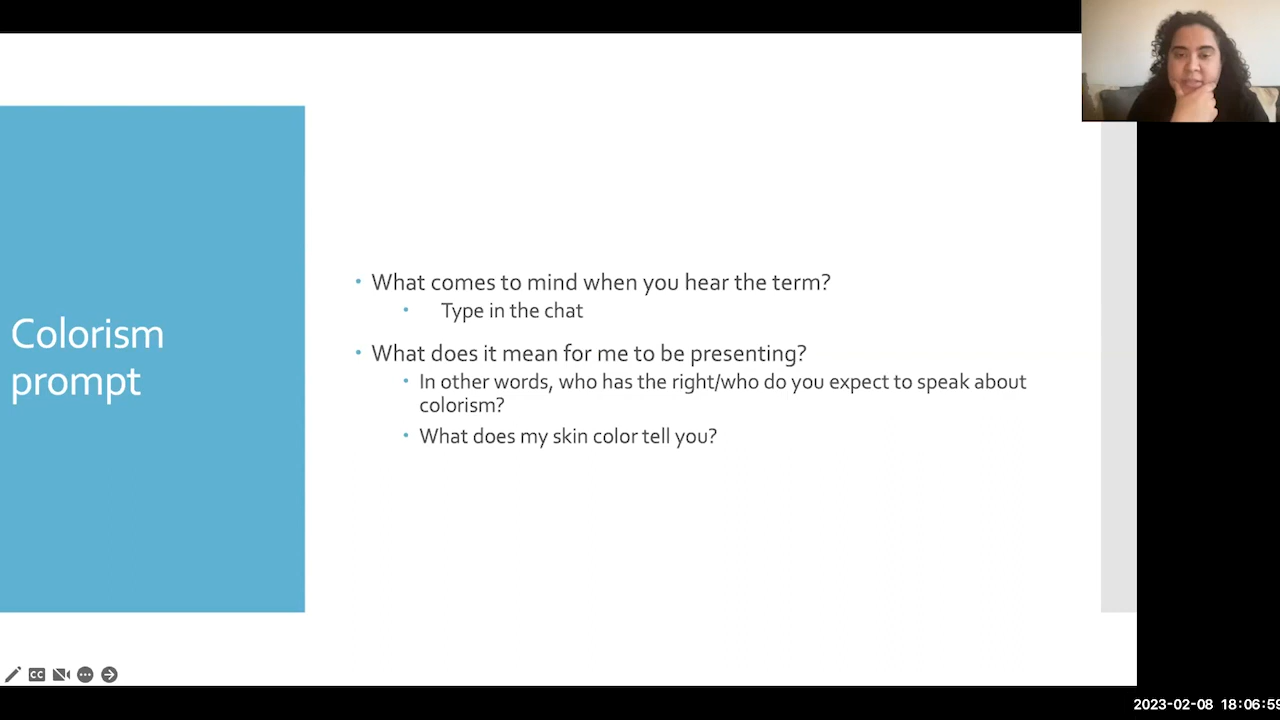 Colorism
prompt
• What comes to mind when you hear the term?
• Type in the chat
• What does it mean for me to be presenting?
• In other words, who has the right/who do you expect to speak about
colorism?
• What does my skin color tell you?
CC
2023-02-08 18:06:59